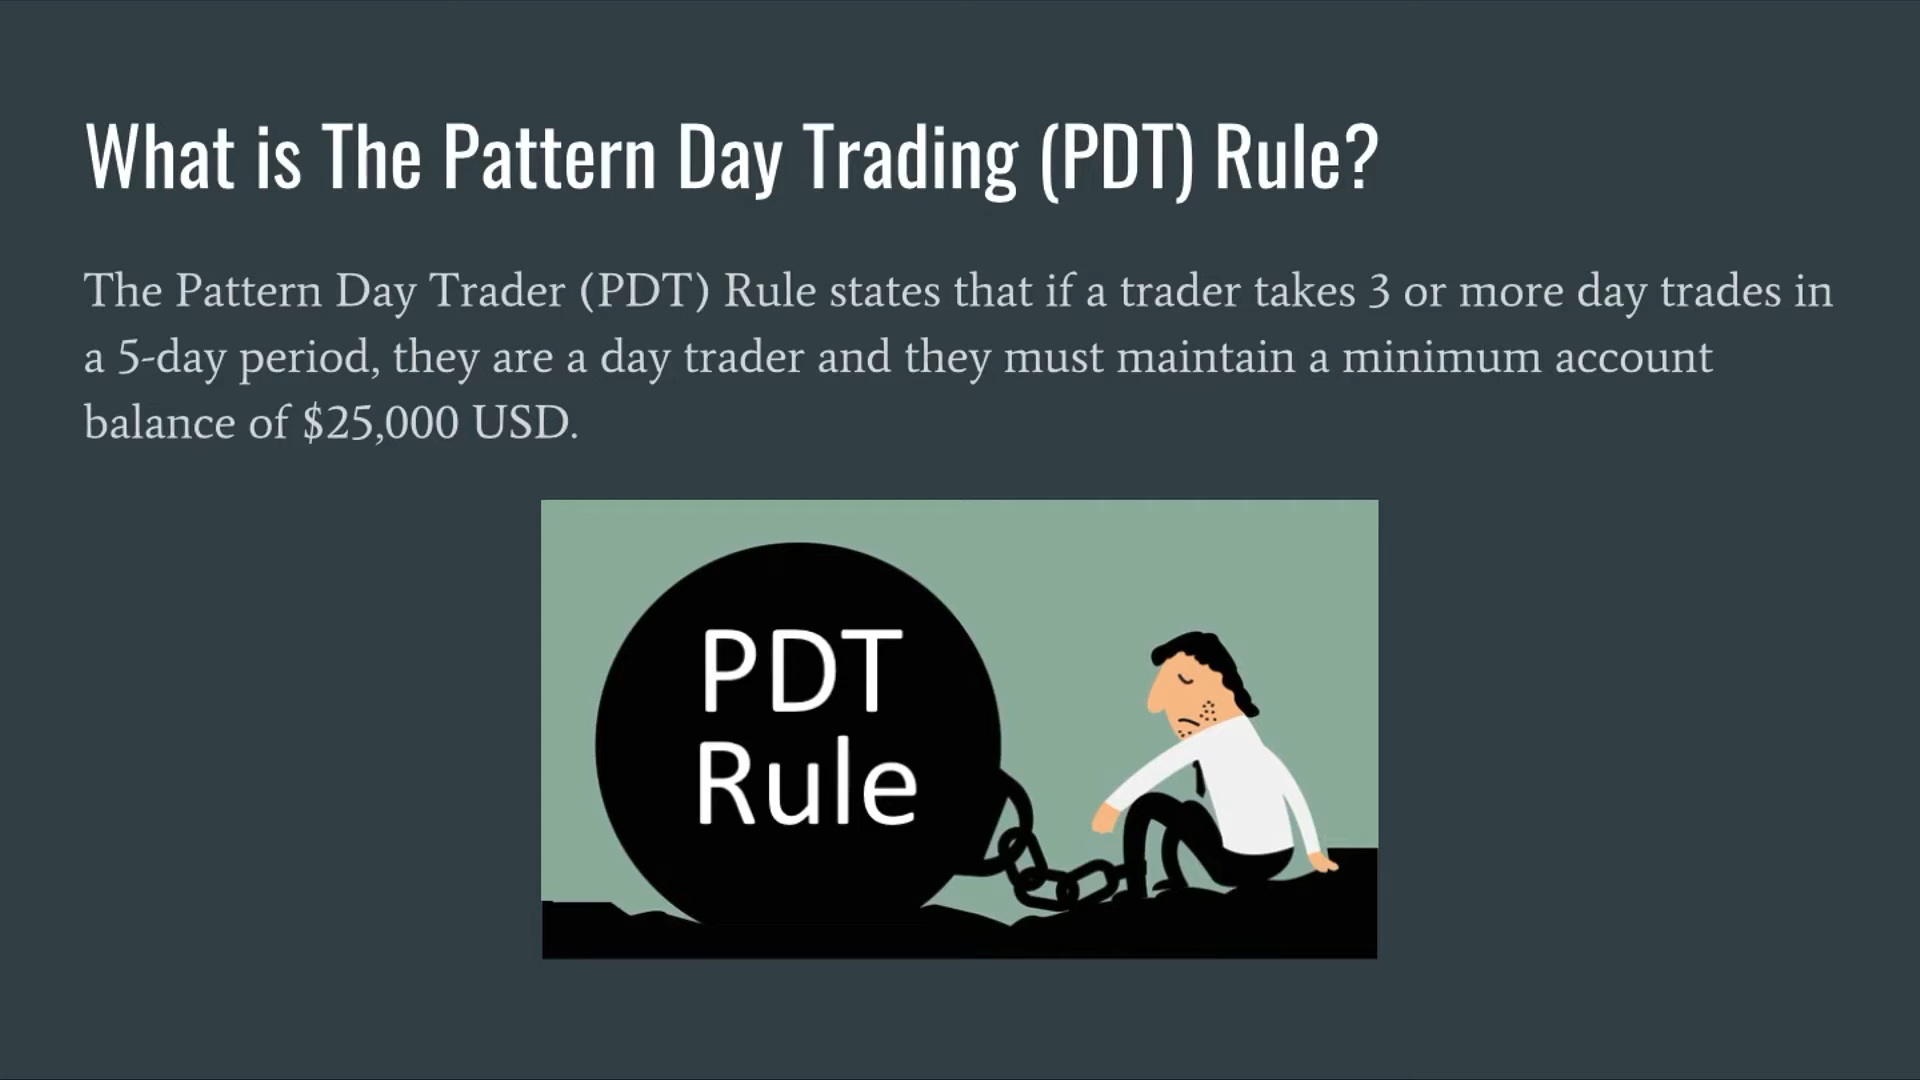 What is The Pattern Day Trading (PDT) Rule?
The Pattern Day Trader (PDT) Rule states that if a trader takes 3 or more day trades in
a 5-day period, they are a day trader and they must maintain a minimum account
balance of $25,000 USD.
PDT
Rule